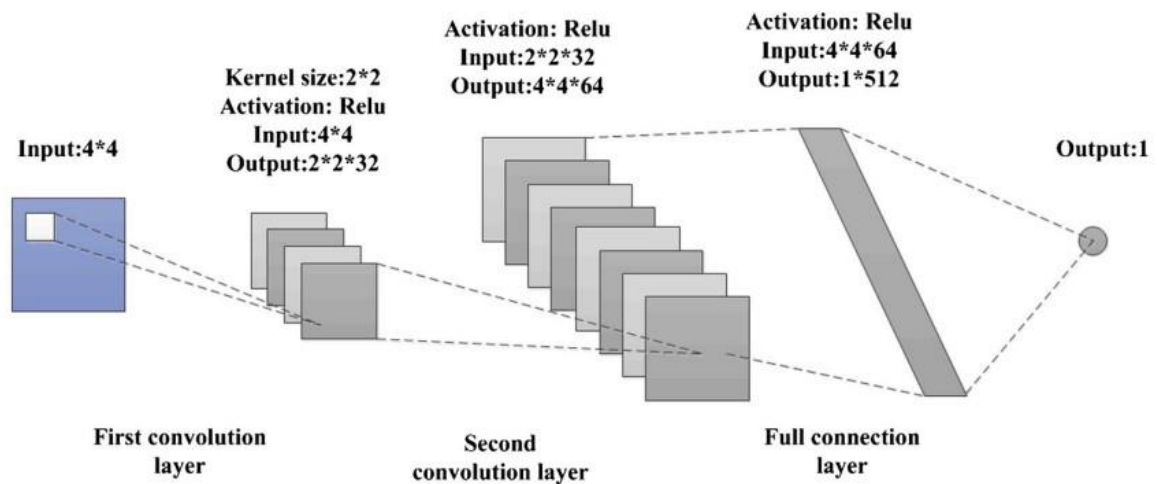 Input:4*4
Kernel size:2*2
Activation: Relu
Input:4*4
Output:2*2*32
Activation: Relu
Input:2*2*32
Output:4*4*64
Activation: Relu
Input:4*4*64
Output:1*512
Output:1
First convolution
layer
Second
convolution layer
Full connection
layer